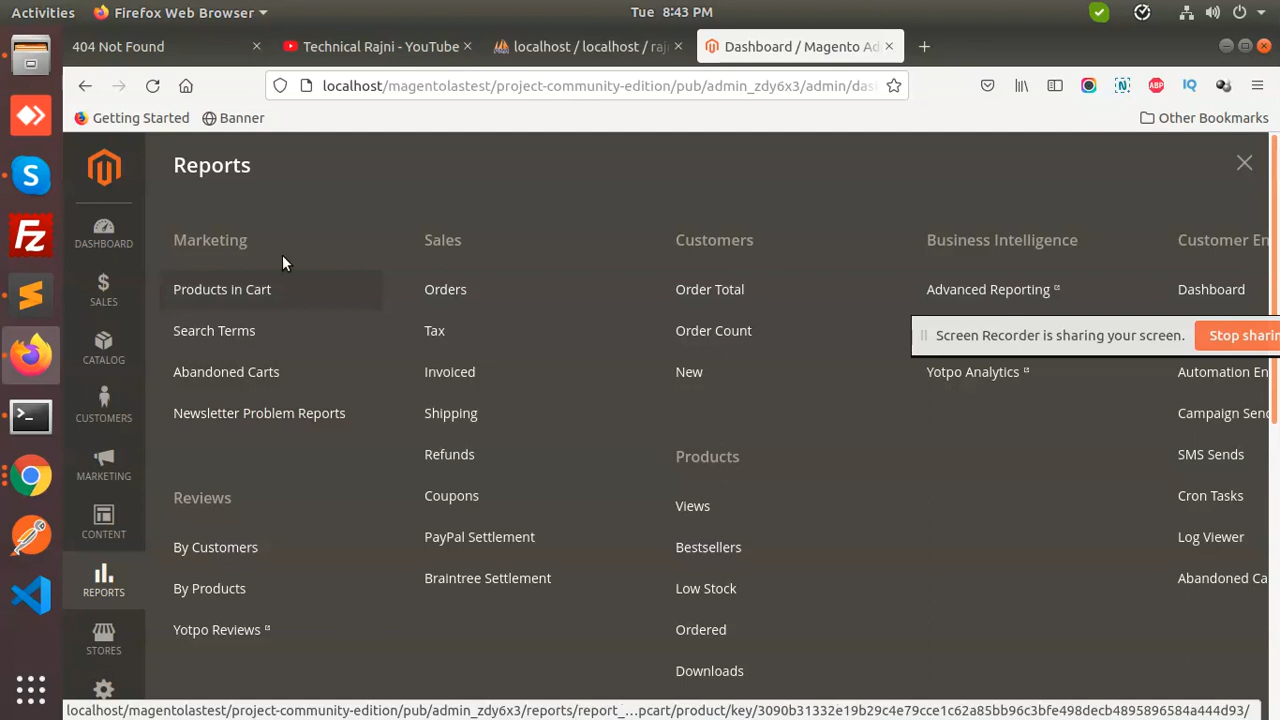 Activities
Firefox Web Browser
Tue 8:43 PM
404 Not Found
Technical Rajni - YouTube
localhost / localhost / raj
Dashboard / Magento Ad
localhost/magentolastest/project-community-edition/pub/admin_zdy6x3/admin/das
ABP
IQ
Getting Started
Banner
Other Bookmarks
Reports
DASHBOARD
SALES
CATALOG
CUSTOMERS
MARKETING
CONTENT
REPORTS
STORES
Marketing
Products in Cart
Search Terms
Abandoned Carts
Newsletter Problem Reports
Reviews
By Customers
By Products
Yotpo Reviews
Sales
Orders
Tax
Invoiced
Shipping
Refunds
Coupons
PayPal Settlement
Braintree Settlement
Customers
Order Total
Order Count
New
Products
Views
Bestsellers
Low Stock
Ordered
Downloads
Business Intelligence
Advanced Reporting
Screen Recorder is sharing your screen.
Stop sharin
Yotpo Analytics
Customer En
Dashboard
Automation En
Campaign Send
SMS Sends
Cron Tasks
Log Viewer
Abandoned Ca
localhost/magentolastest/project-community-edition/pub/admin_zdy6x3/reports/report_…pcart/product/key/3090b31332e19b29c4e79cce1c62a85bb96c3bfe498decb4895896584a444d93/